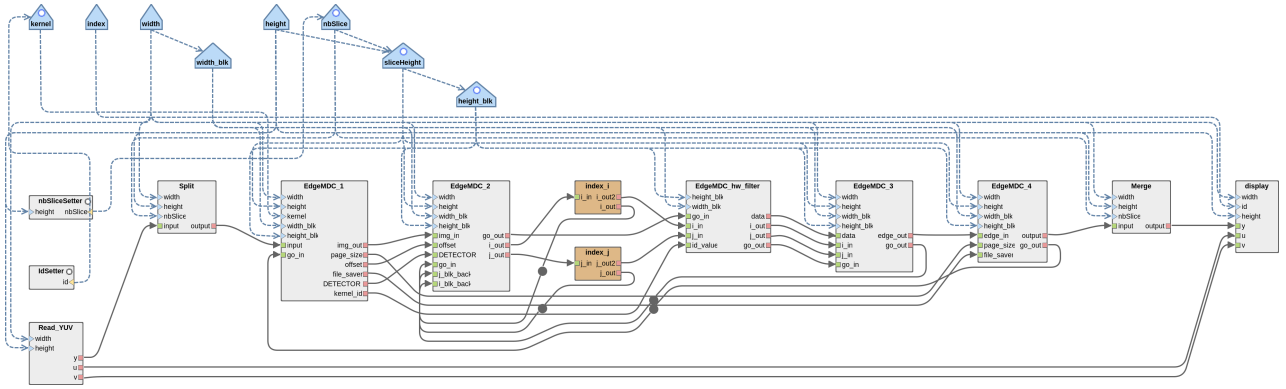 kernel
index
width
height
nbSlice
width_blk
sliceHeight
height_blk
nbSliceSetter
height
nbSlice
IdSetter
id
Read_YUV
width
height
y
u
v
Split
width
height
nbSlice
input
output
EdgeMDC_1
width
height
kernel
width_blk
height_blk
input
go_in
img_out
page_size
offset
file_saver
DETECTOR
kernel_id
EdgeMDC_2
width
height
width_blk
height_blk
img_in
offset
DETECTOR
go_in
j_blk_back
i_blk_back
go_out
i_out
j_out
index_i
i_in
i_out2
i_out
index_j
j_in
j_out2
j_out
EdgeMDC_hw_filter
height_blk
width_blk
go_in
i_in
j_in
id_value
data
i_out
j_out
go_out
EdgeMDC_3
width
height
width_blk
height_blk
data
i_in
j_in
go_in
edge_out
go_out
EdgeMDC_4
width
height
width_blk
height_blk
edge_in
page_size
file_saver
output
go_out
Merge
width
height
nbSlice
input
output
display
width
id
height
y
u
v